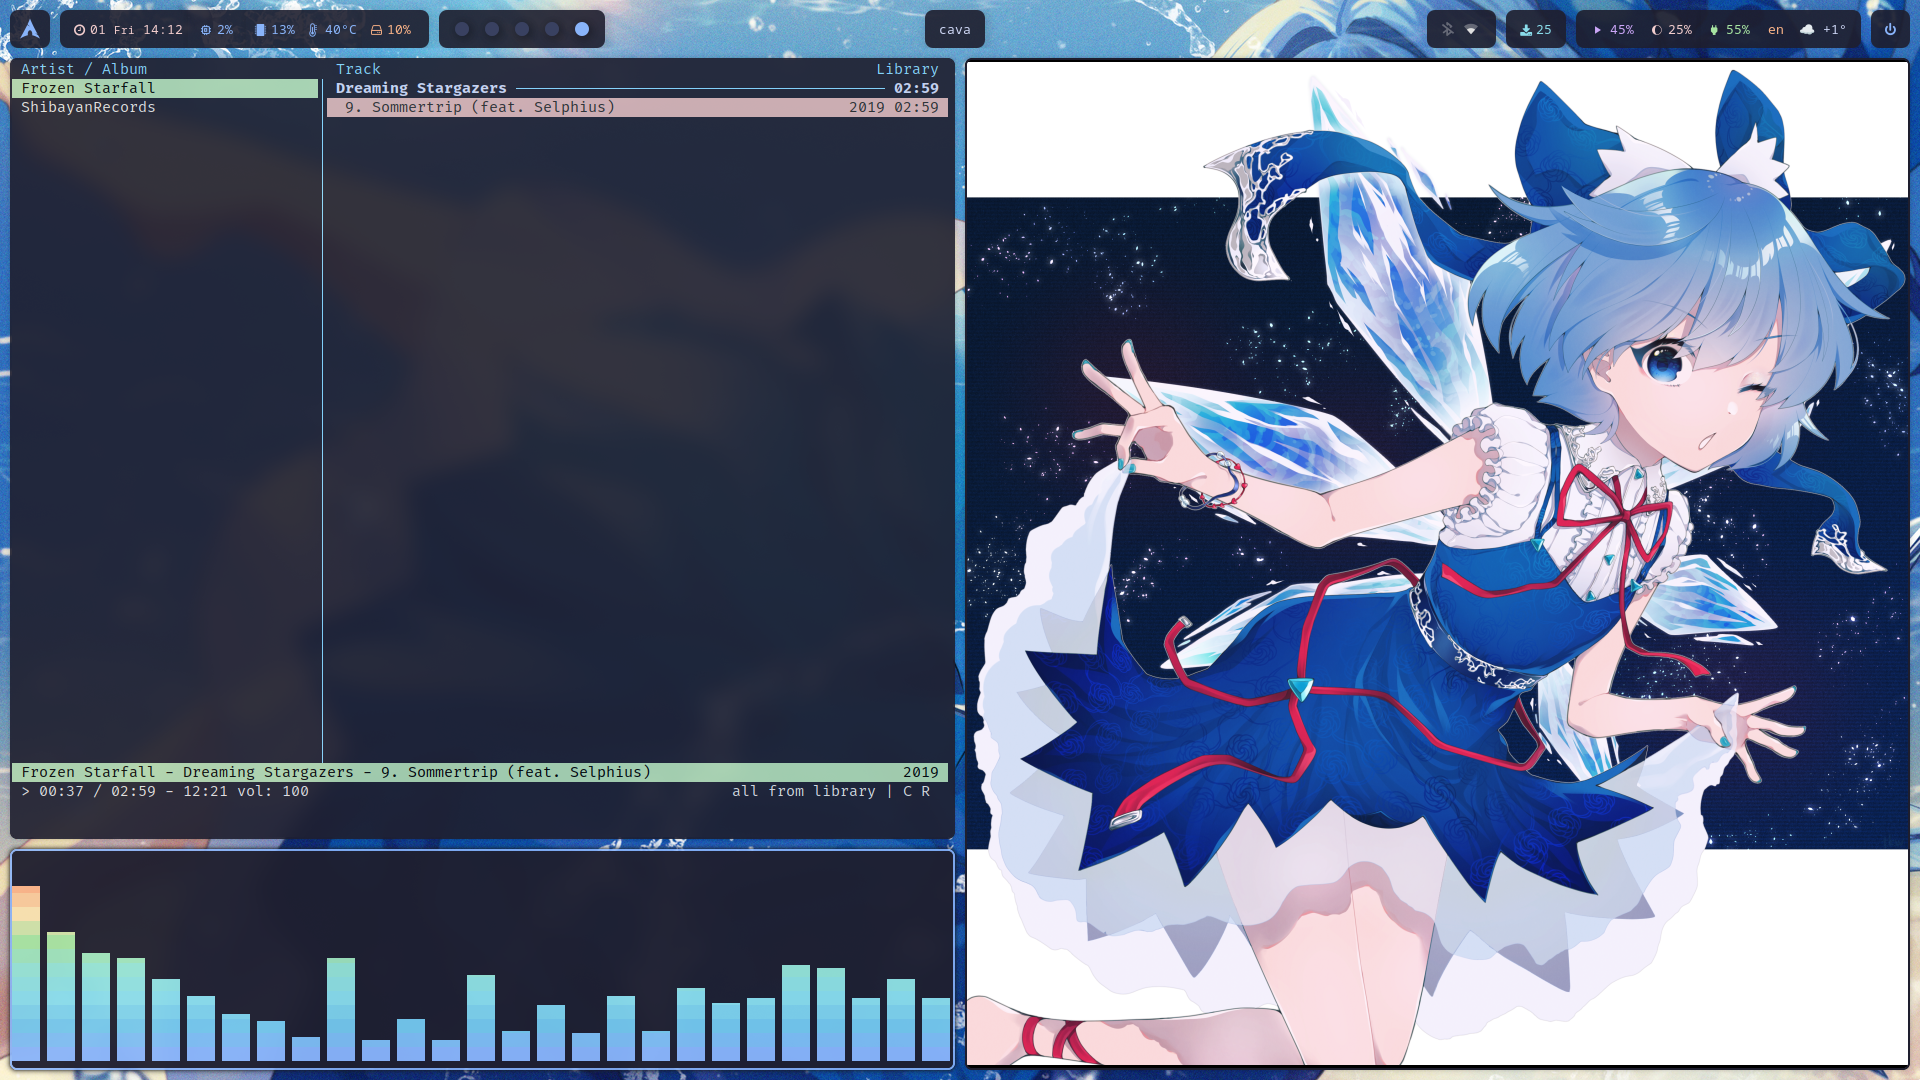 01 Fri 14:12 2% 13% 40°C 10%
cava
25
45% 25% 55% en +1°
Artist / Album
Frozen Starfall
ShibayanRecords
Track Library
Dreaming Stargazers 02:59
9. Sommertrip (feat. Selphius) 2019 02:59
Frozen Starfall - Dreaming Stargazers - 9. Sommertrip (feat. Selphius) 2019
> 00:37 / 02:59 - 12:21 vol: 100 all from library | C R